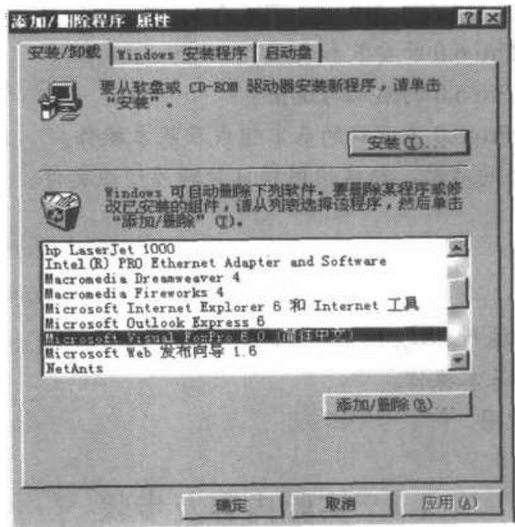 添加/删除程序 属性
安装/卸载
Windows 安装程序
启动盘
要从软盘或 CD-ROM 驱动器安装新程序，请单击
“安装”。
安装(I)...
Windows 可自动删除下列软件。要删除某程序或修
改已安装的组件，请从列表选择该程序，然后单击
“添加/删除”(T)。
hp LaserJet 1000
Intel(R) PRO Ethernet Adapter and Software
Macromedia Dreamweaver 4
Macromedia Fireworks 4
Microsoft Internet Explorer 6 和 Internet 工具
Microsoft Outlook Express 6
Microsoft Visual FoxPro 6.0 (简体中文)
Microsoft Web 发布向导 1.6
NetAnts
添加/删除(R)...
确定
取消
应用(A)